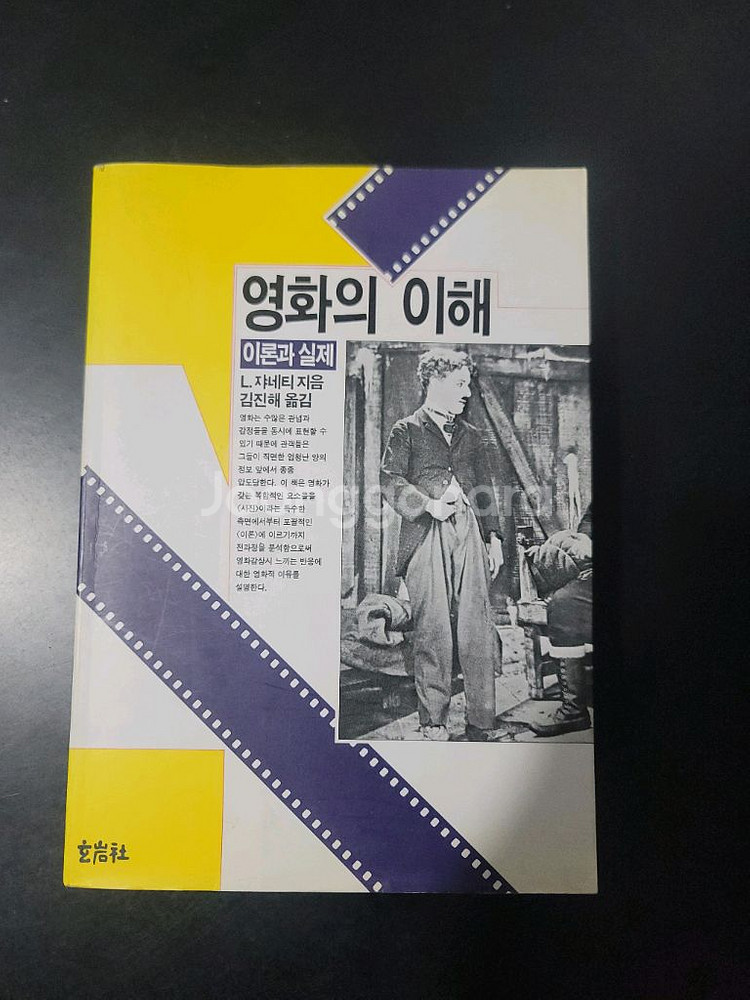 영화의 이해
이론과 실제
L. 쟈네티 지음
김진해 옮김
영화는 수많은 관념과
감정들을 동시에 표현할 수
있기 때문에 관객들은
그들이 직면한 엄청난 양의
정보 앞에서 종종
압도당한다. 이 책은 영화가
갖는 복합적인 요소들을
〈사진〉이라는 특수한
측면에서부터 포괄적인
〈이론〉에 이르기까지
전과정을 분석함으로써
영화감상시 느끼는 반응에
대한 영화적 이유를
설명한다.
Joonggonara
玄岩社